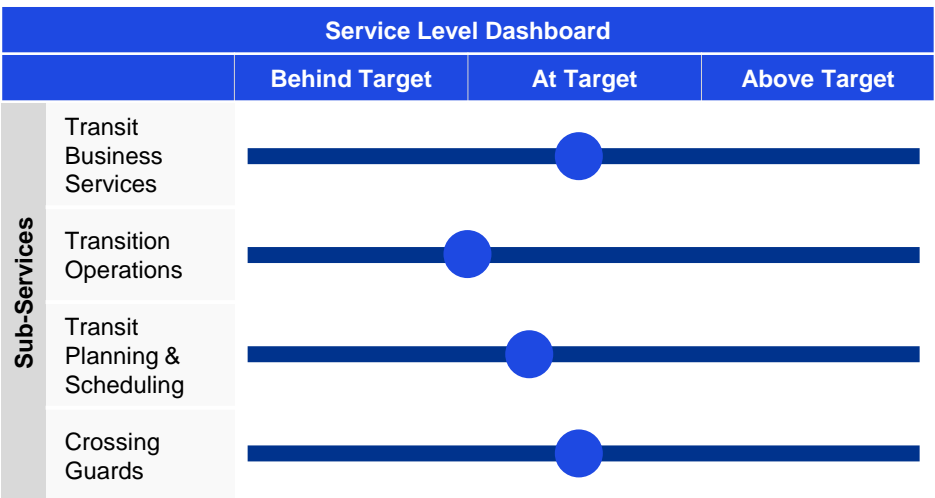 Service Level Dashboard
Behind Target At Target Above Target
Sub-Services
Transit
Business
Services
Transition
Operations
Transit
Planning &
Scheduling
Crossing
Guards